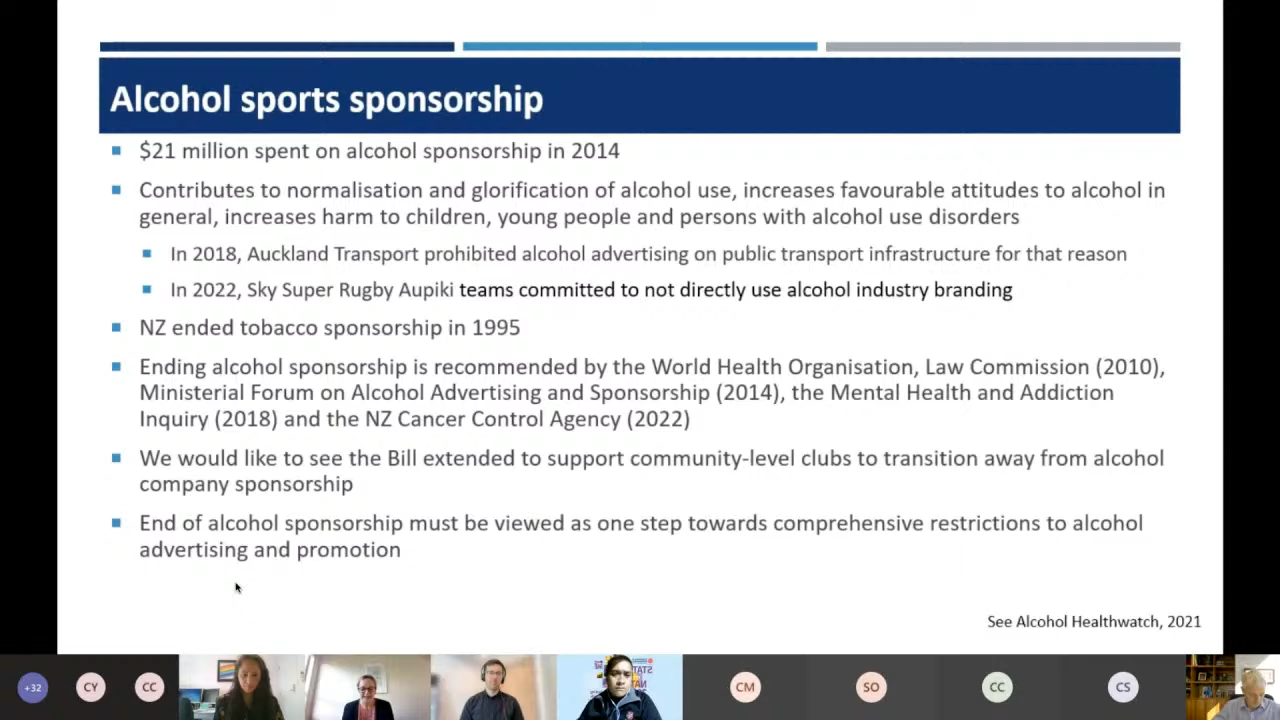 Alcohol sports sponsorship
$21 million spent on alcohol sponsorship in 2014
Contributes to normalisation and glorification of alcohol use, increases favourable attitudes to alcohol in
general, increases harm to children, young people and persons with alcohol use disorders
In 2018, Auckland Transport prohibited alcohol advertising on public transport infrastructure for that reason
In 2022, Sky Super Rugby Aupiki teams committed to not directly use alcohol industry branding
NZ ended tobacco sponsorship in 1995
Ending alcohol sponsorship is recommended by the World Health Organisation, Law Commission (2010),
Ministerial Forum on Alcohol Advertising and Sponsorship (2014), the Mental Health and Addiction
Inquiry (2018) and the NZ Cancer Control Agency (2022)
We would like to see the Bill extended to support community-level clubs to transition away from alcohol
company sponsorship
End of alcohol sponsorship must be viewed as one step towards comprehensive restrictions to alcohol
advertising and promotion
See Alcohol Healthwatch, 2021
+32 CY CC CM SO CC CS